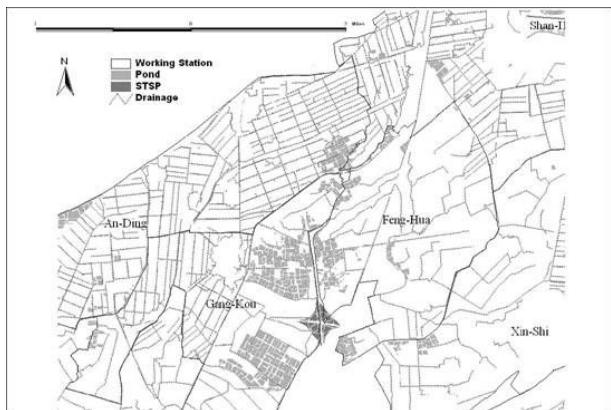 Shan-H
Miles
N
Working Station
Pond
STSP
Drainage
An-Ding
Feng-Hua
Gang-Kou
Xin-Shi